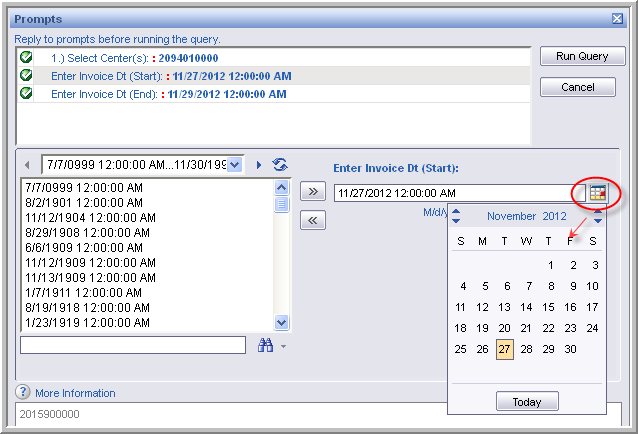 Prompts
Reply to prompts before running the query.
1.) Select Center(s): : 2094010000
Enter Invoice Dt (Start): : 11/27/2012 12:00:00 AM
Enter Invoice Dt (End): : 11/29/2012 12:00:00 AM
Run Query
Cancel
7/7/0999 12:00:00 AM...11/30/199
7/7/0999 12:00:00 AM
8/2/1901 12:00:00 AM
11/12/1904 12:00:00 AM
8/29/1908 12:00:00 AM
6/6/1909 12:00:00 AM
11/12/1909 12:00:00 AM
11/13/1909 12:00:00 AM
1/7/1911 12:00:00 AM
8/19/1918 12:00:00 AM
1/23/1919 12:00:00 AM
Enter Invoice Dt (Start):
11/27/2012 12:00:00 AM
M/d/y
November 2012
S M T W T F S
1 2 3
4 5 6 7 8 9 10
11 12 13 14 15 16 17
18 19 20 21 22 23 24
25 26 27 28 29 30
Today
More Information
2015900000